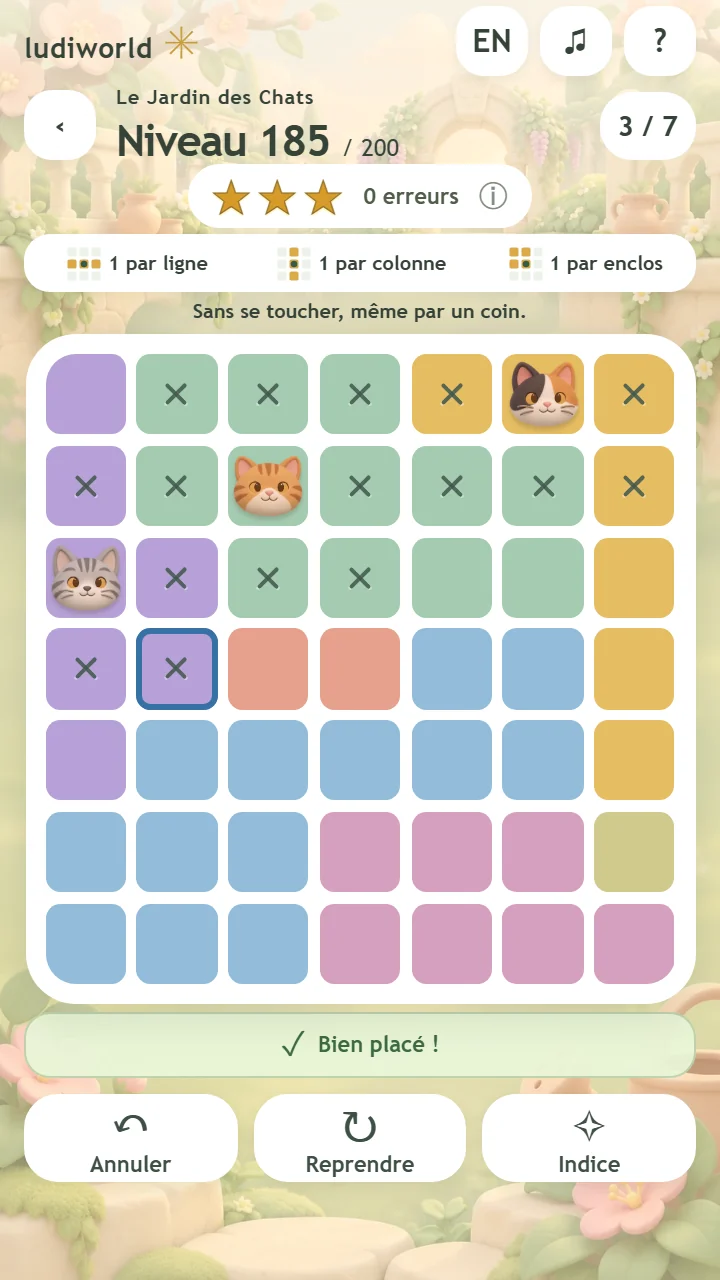 ludiworld
EN
?
Le Jardin des Chats
Niveau 185 / 200
3 / 7
0 erreurs
1 par ligne
1 par colonne
1 par enclos
Sans se toucher, même par un coin.
Bien placé !
Annuler
Reprendre
Indice